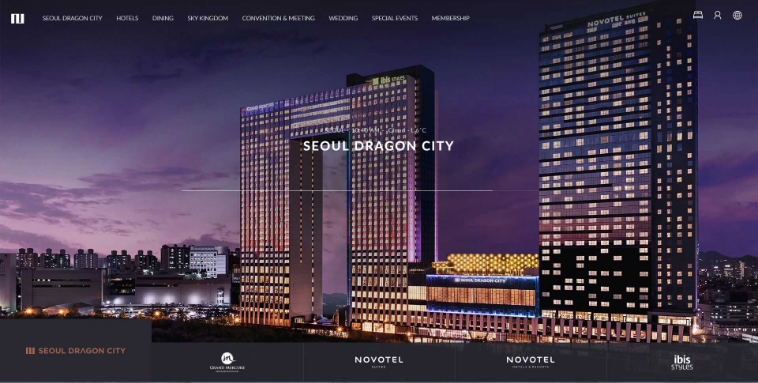 SEOUL DRAGON CITY
HOTELS
DINING
SKY KINGDOM
CONVENTION & MEETING
WEDDING
SPECIAL EVENTS
MEMBERSHIP
NOVOTEL SUITES
ibis STYLES
SEOUL DRAGON CITY
SEOUL DRAGON CITY
SEOUL DRAGON CITY
GRAND MERCURE
NOVOTEL
SUITES
NOVOTEL
HOTELS & RESORTS
ibis
STYLES